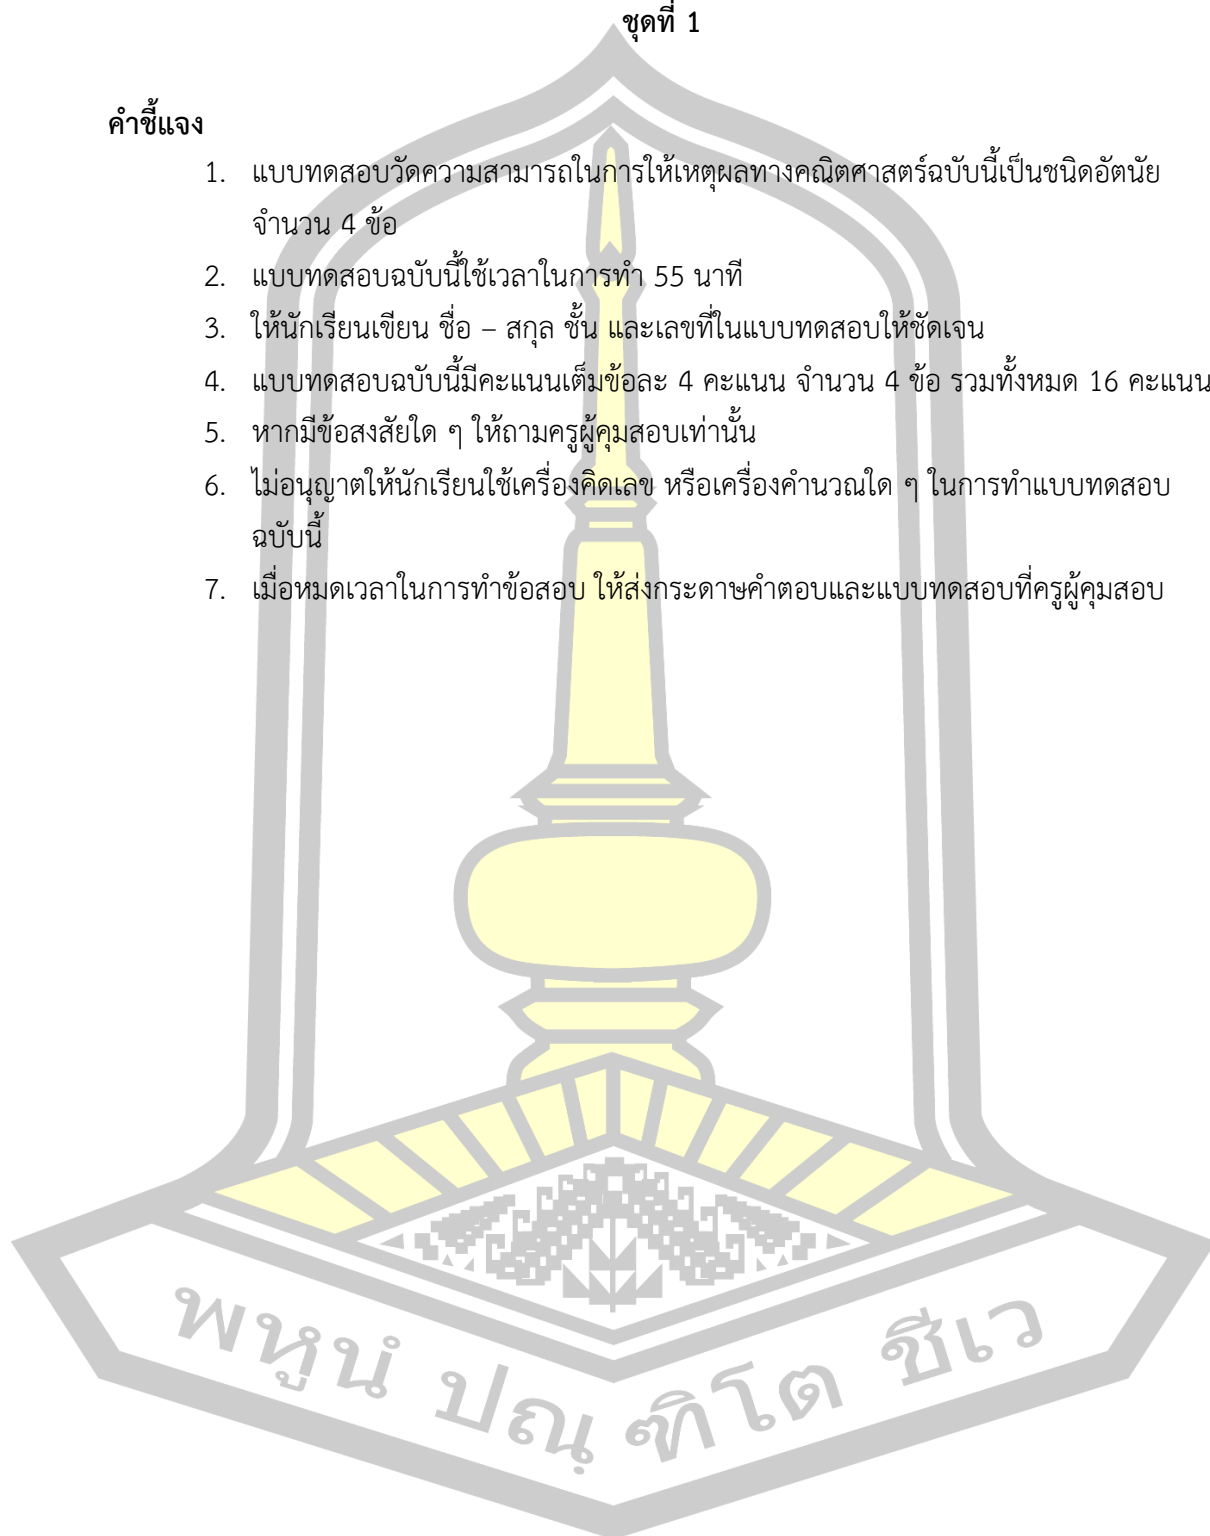 ชุดที่ 1
คำชี้แจง
1. แบบทดสอบวัดความสามารถในการให้เหตุผลทางคณิตศาสตร์ฉบับนี้เป็นชนิดอัตนัย
จำนวน 4 ข้อ
2. แบบทดสอบฉบับนี้ใช้เวลาในการทำ 55 นาที
3. ให้นักเรียนเขียน ชื่อ – สกุล ชั้น และเลขที่ในแบบทดสอบให้ชัดเจน
4. แบบทดสอบฉบับนี้มีคะแนนเต็มข้อละ 4 คะแนน จำนวน 4 ข้อ รวมทั้งหมด 16 คะแนน
5. หากมีข้อสงสัยใด ๆ ให้ถามครูผู้คุมสอบเท่านั้น
6. ไม่อนุญาตให้นักเรียนใช้เครื่องคิดเลข หรือเครื่องคำนวณใด ๆ ในการทำแบบทดสอบ
ฉบับนี้
7. เมื่อหมดเวลาในการทำข้อสอบ ให้ส่งกระดาษคำตอบและแบบทดสอบที่ครูผู้คุมสอบ
พหูนํ ปณฺฑิโต ชีเว